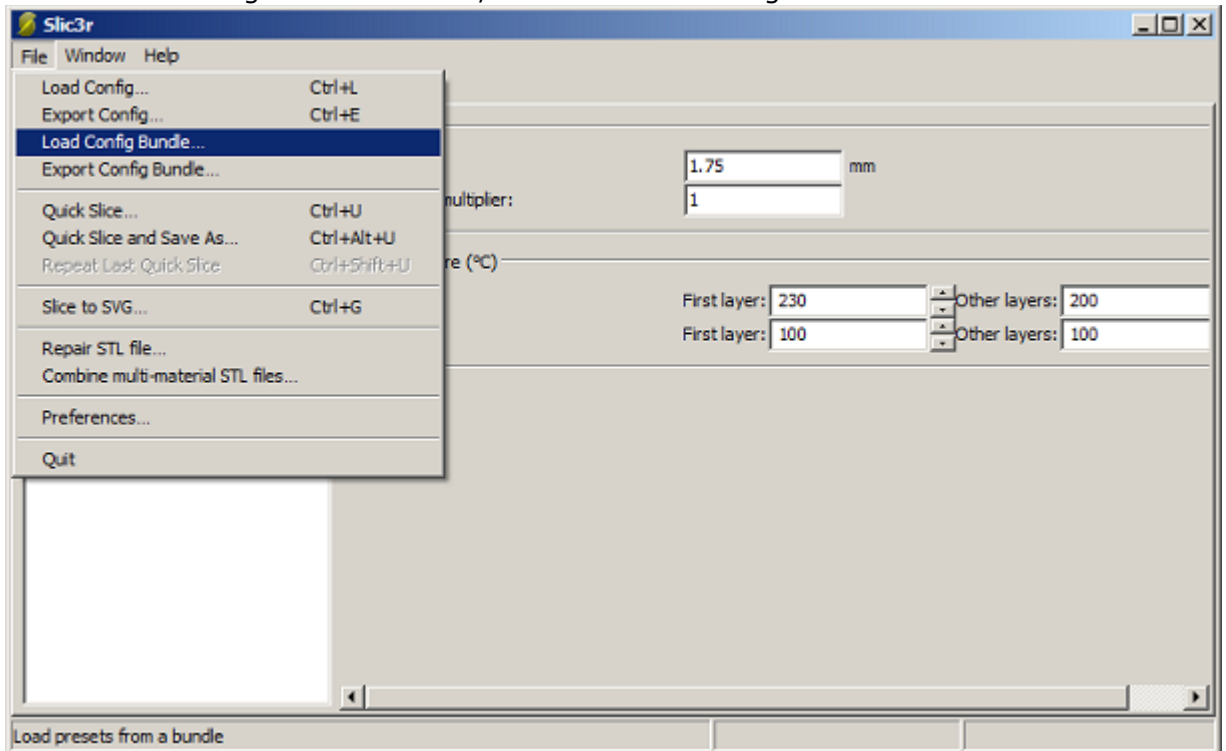 Slic3r
File Window Help
Load Config... Ctrl+L
Export Config... Ctrl+E
Load Config Bundle...
Export Config Bundle...
1.75 mm
multiplier: 1
Quick Slice... Ctrl+U
Quick Slice and Save As... Ctrl+Alt+U
Repeat Last Quick Slice Ctrl+Shift+U
re (°C)
Slice to SVG... Ctrl+G
First layer: 230 Other layers: 200
First layer: 100 Other layers: 100
Repair STL file...
Combine multi-material STL files...
Preferences...
Quit
Load presets from a bundle